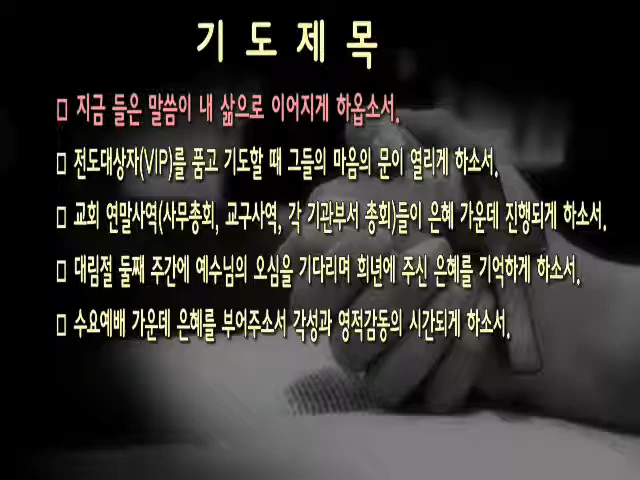 기 도 제 목
□ 지금 들은 말씀이 내 삶으로 이어지게 하옵소서.
□ 전도대상자(VIP)를 품고 기도할 때 그들의 마음의 문이 열리게 하소서.
□ 교회 연말사역(사무총회, 교구사역, 각 기관부서 총회)들이 은혜 가운데 진행되게 하소서.
□ 대림절 둘째 주간에 예수님의 오심을 기다리며 희년에 주신 은혜를 기억하게 하소서.
□ 수요예배 가운데 은혜를 부어주소서 각성과 영적감동의 시간되게 하소서.